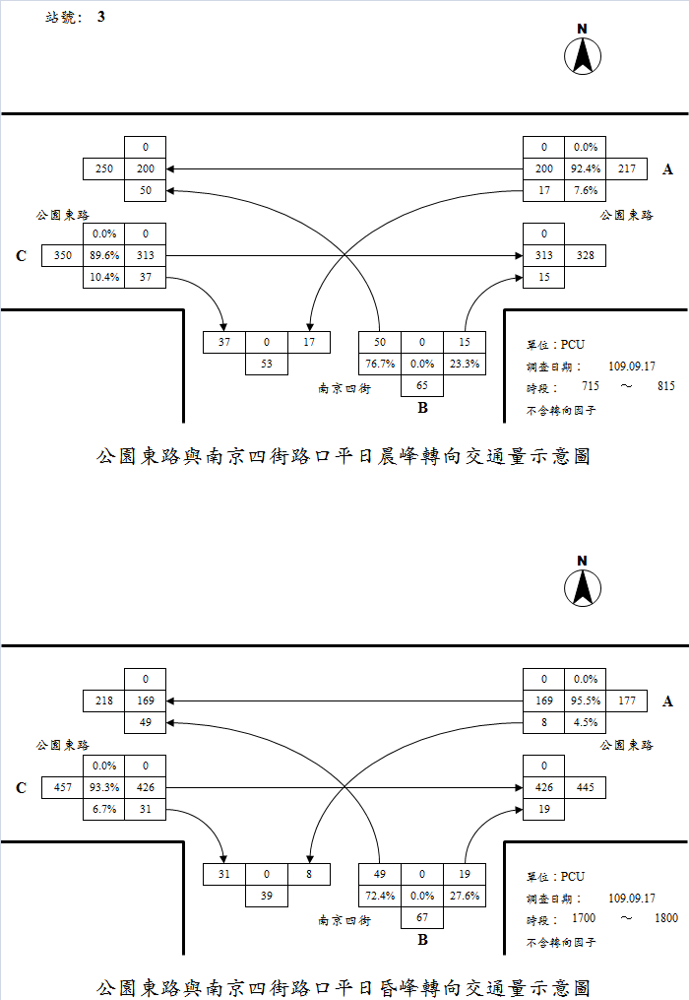 站號: 3
N
0 0 0.0%
250 200 200 92.4% 217 A
50 17 7.6%
公園東路 公園東路
0.0% 0 0
C 350 89.6% 313 313 328
10.4% 37 15
37 0 17 50 0 15
53 76.7% 0.0% 23.3%
65
南京四街
B
單位：PCU
調查日期： 109.09.17
時段： 715 ～ 815
不含轉向因子
公園東路與南京四街路口平日晨峰轉向交通量示意圖
N
0 0 0.0%
218 169 169 95.5% 177 A
49 8 4.5%
公園東路 公園東路
0.0% 0 0
C 457 93.3% 426 426 445
6.7% 31 19
31 0 8 49 0 19
39 72.4% 0.0% 27.6%
67
南京四街
B
單位：PCU
調查日期： 109.09.17
時段： 1700 ～ 1800
不含轉向因子
公園東路與南京四街路口平日昏峰轉向交通量示意圖